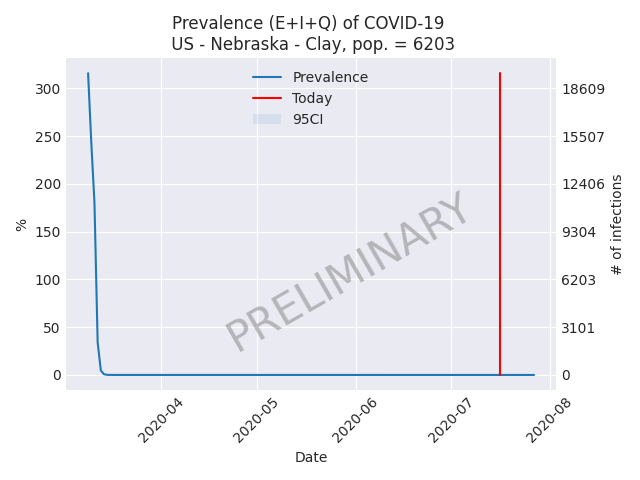 Prevalence (E+I+Q) of COVID-19
US - Nebraska - Clay, pop. = 6203
Prevalence
Today
95CI
300
250
200
150
100
50
0
%
18609
15507
12406
9304
6203
3101
0
# of infections
PRELIMINARY
2020-04
2020-05
2020-06
2020-07
2020-08
Date